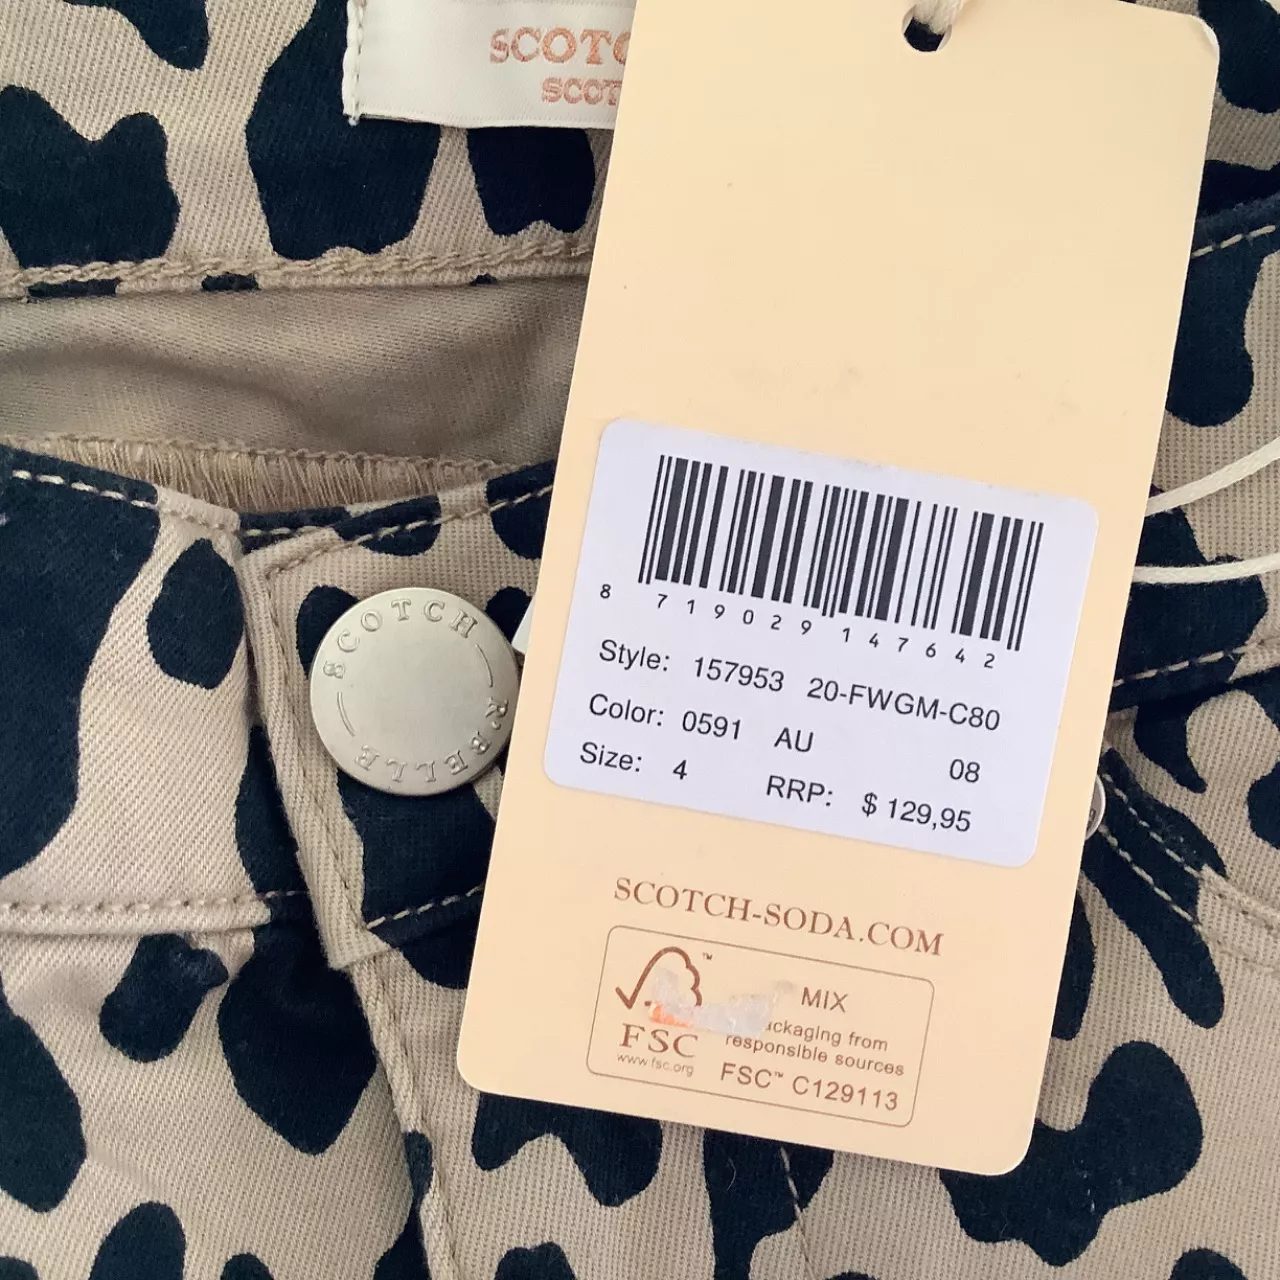 SCOTC
SCOT
8 719029 147642
Style: 157953 20-FWGM-C80
Color: 0591 AU 08
Size: 4 RRP: $ 129,95
SCOTCH R'BELLE &
SCOTCH-SODA.COM
FSC™
www.fsc.org
MIX
ackaging from
responsible sources
FSC™ C129113